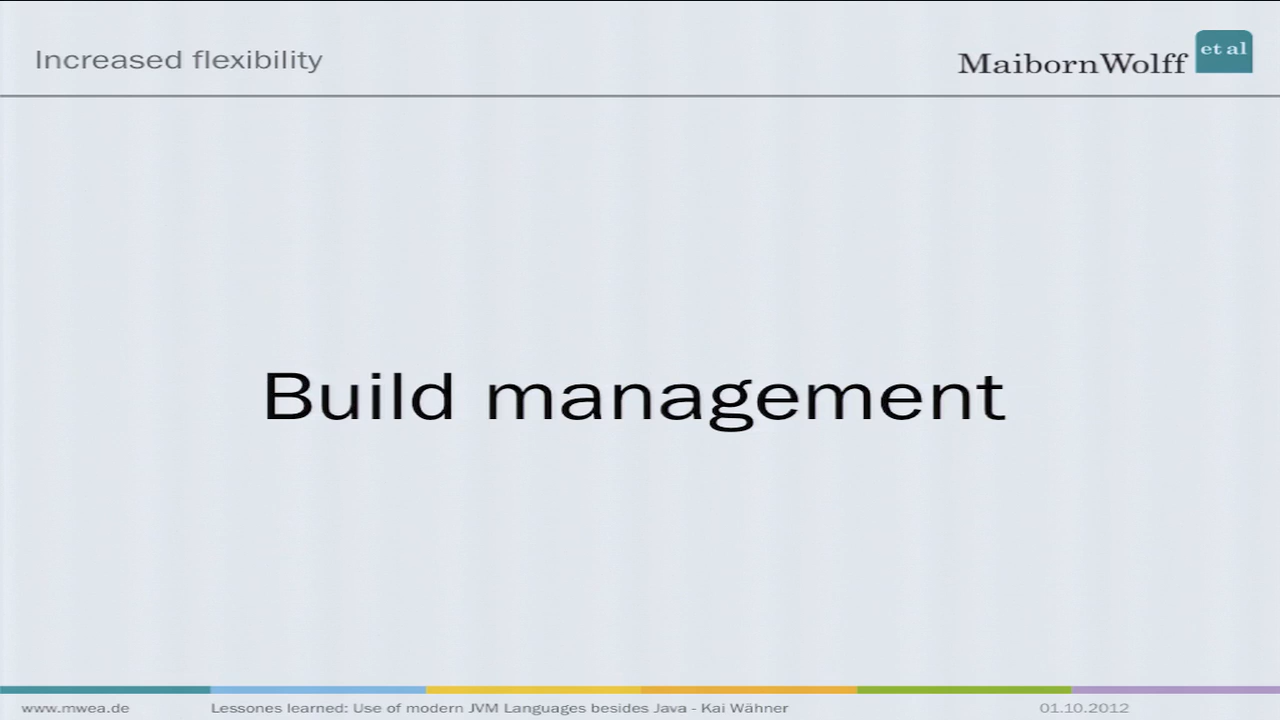 Increased flexibility
MaibornWolff et al
Build management
www.mwea.de
Lessones learned: Use of modern JVM Languages besides Java - Kai Wähner
01.10.2012